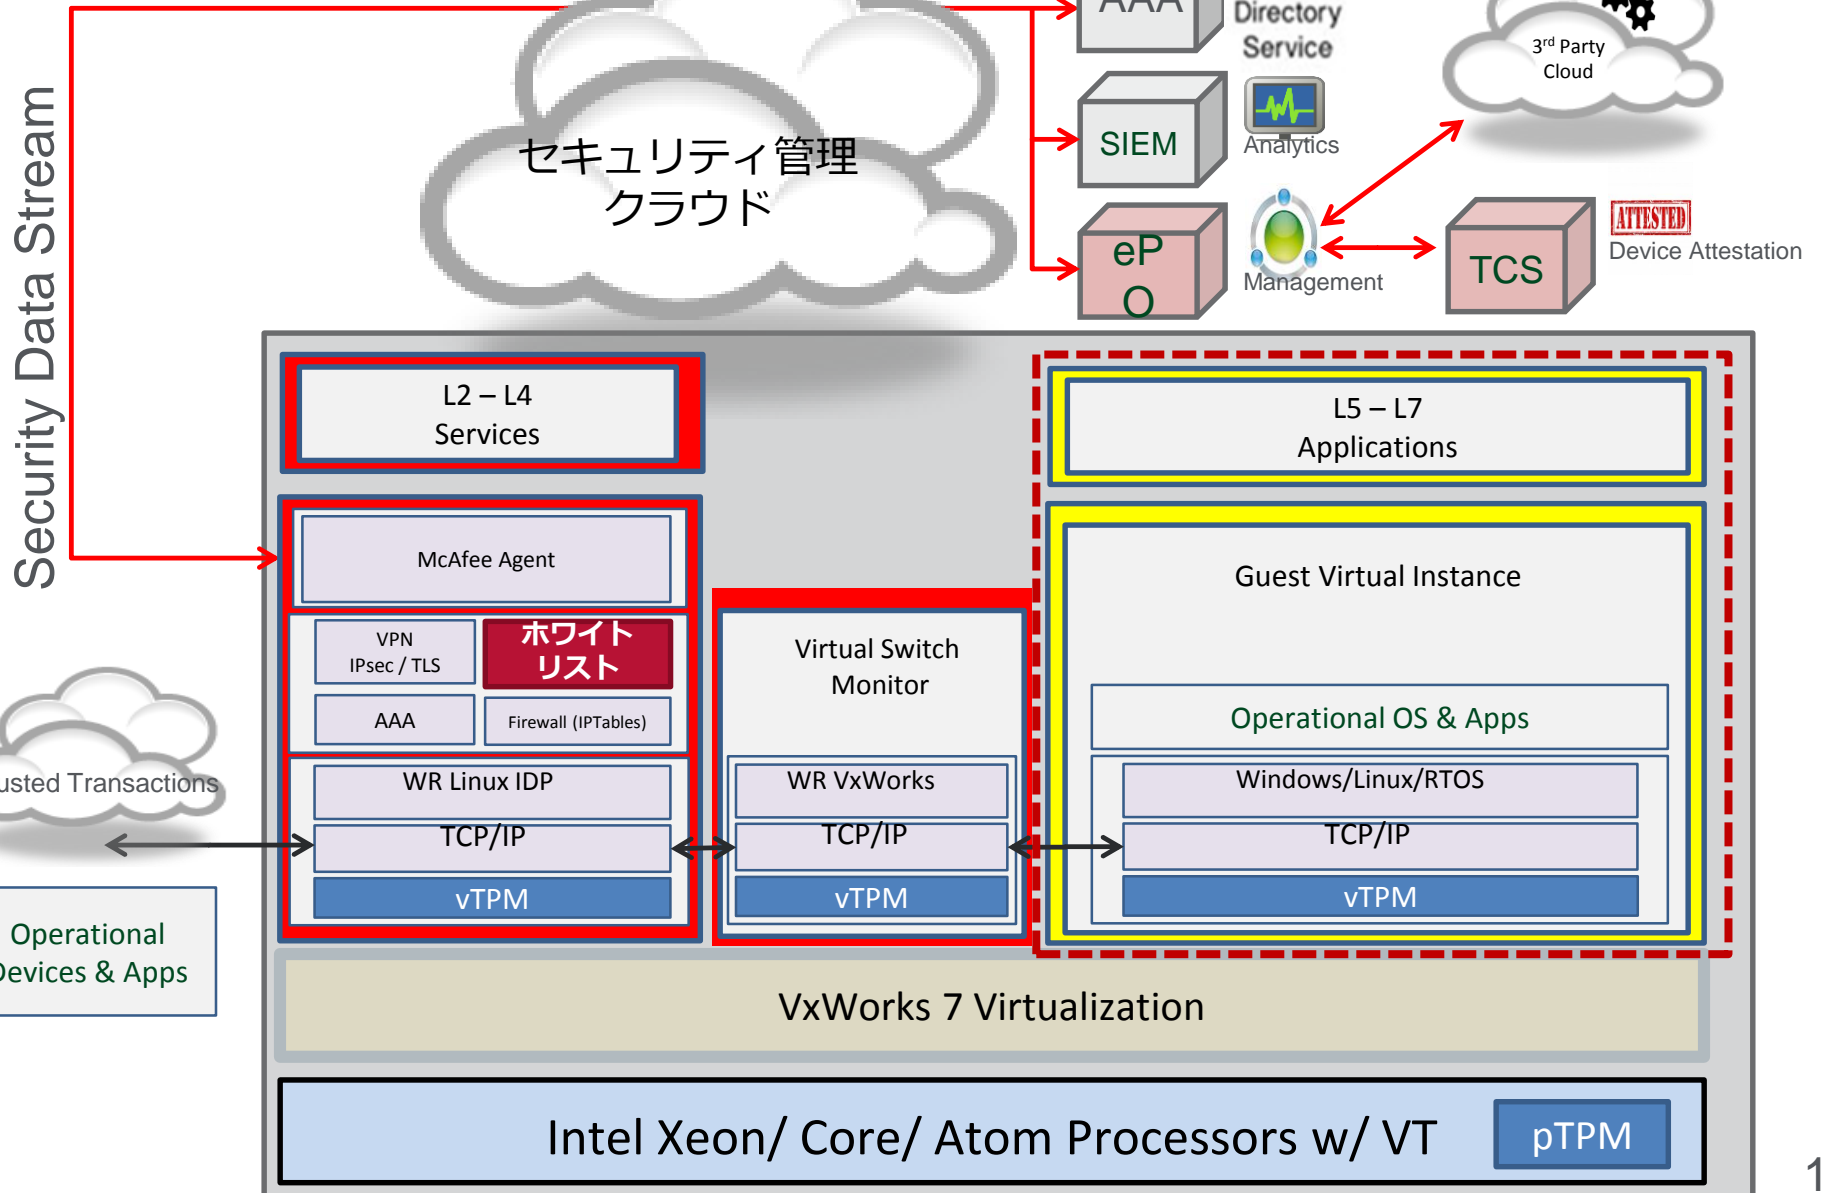 Security Data Stream
AAA
Directory
Service
3rd Party
Cloud
セキュリティ管理
クラウド
SIEM
Analytics
eP
O
Management
TCS
ATTESTED
Device Attestation
L2 – L4
Services
L5 – L7
Applications
McAfee Agent
VPN
IPsec / TLS
ホワイト
リスト
AAA
Firewall (IPTables)
WR Linux IDP
TCP/IP
vTPM
Virtual Switch
Monitor
WR VxWorks
TCP/IP
vTPM
Guest Virtual Instance
Operational OS & Apps
Windows/Linux/RTOS
TCP/IP
vTPM
usted Transactions
Operational
Devices & Apps
VxWorks 7 Virtualization
Intel Xeon/ Core/ Atom Processors w/ VT
pTPM
1